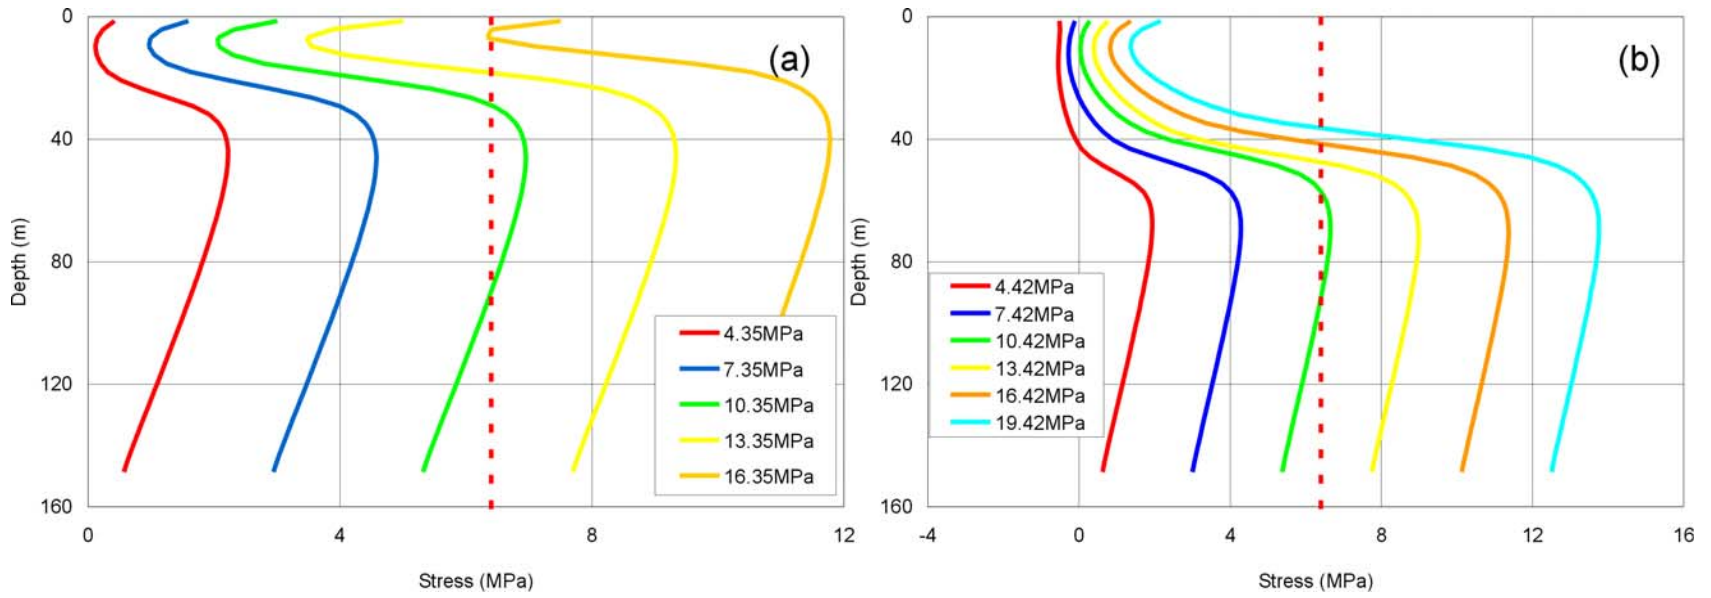 0
40
80
120
160
Depth (m)
(a)
4.35MPa
7.35MPa
10.35MPa
13.35MPa
16.35MPa
0
4
8
12
Stress (MPa)
0
40
80
120
160
Depth (m)
(b)
4.42MPa
7.42MPa
10.42MPa
13.42MPa
16.42MPa
19.42MPa
-4
0
4
8
12
16
Stress (MPa)